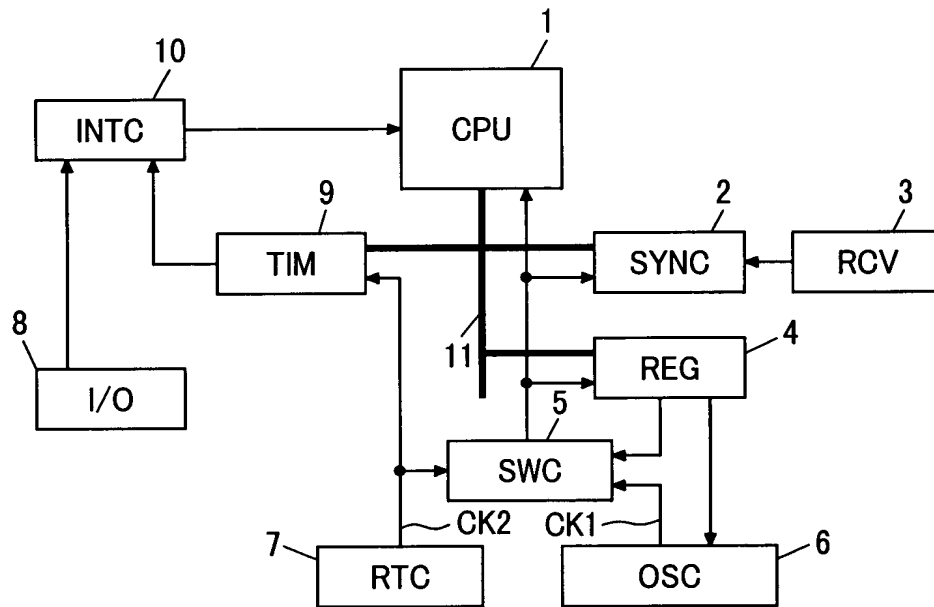 1
10
INTC
CPU
9
2
3
TIM
SYNC
RCV
8
11
4
I/O
REG
5
SWC
CK2
CK1
7
6
RTC
OSC